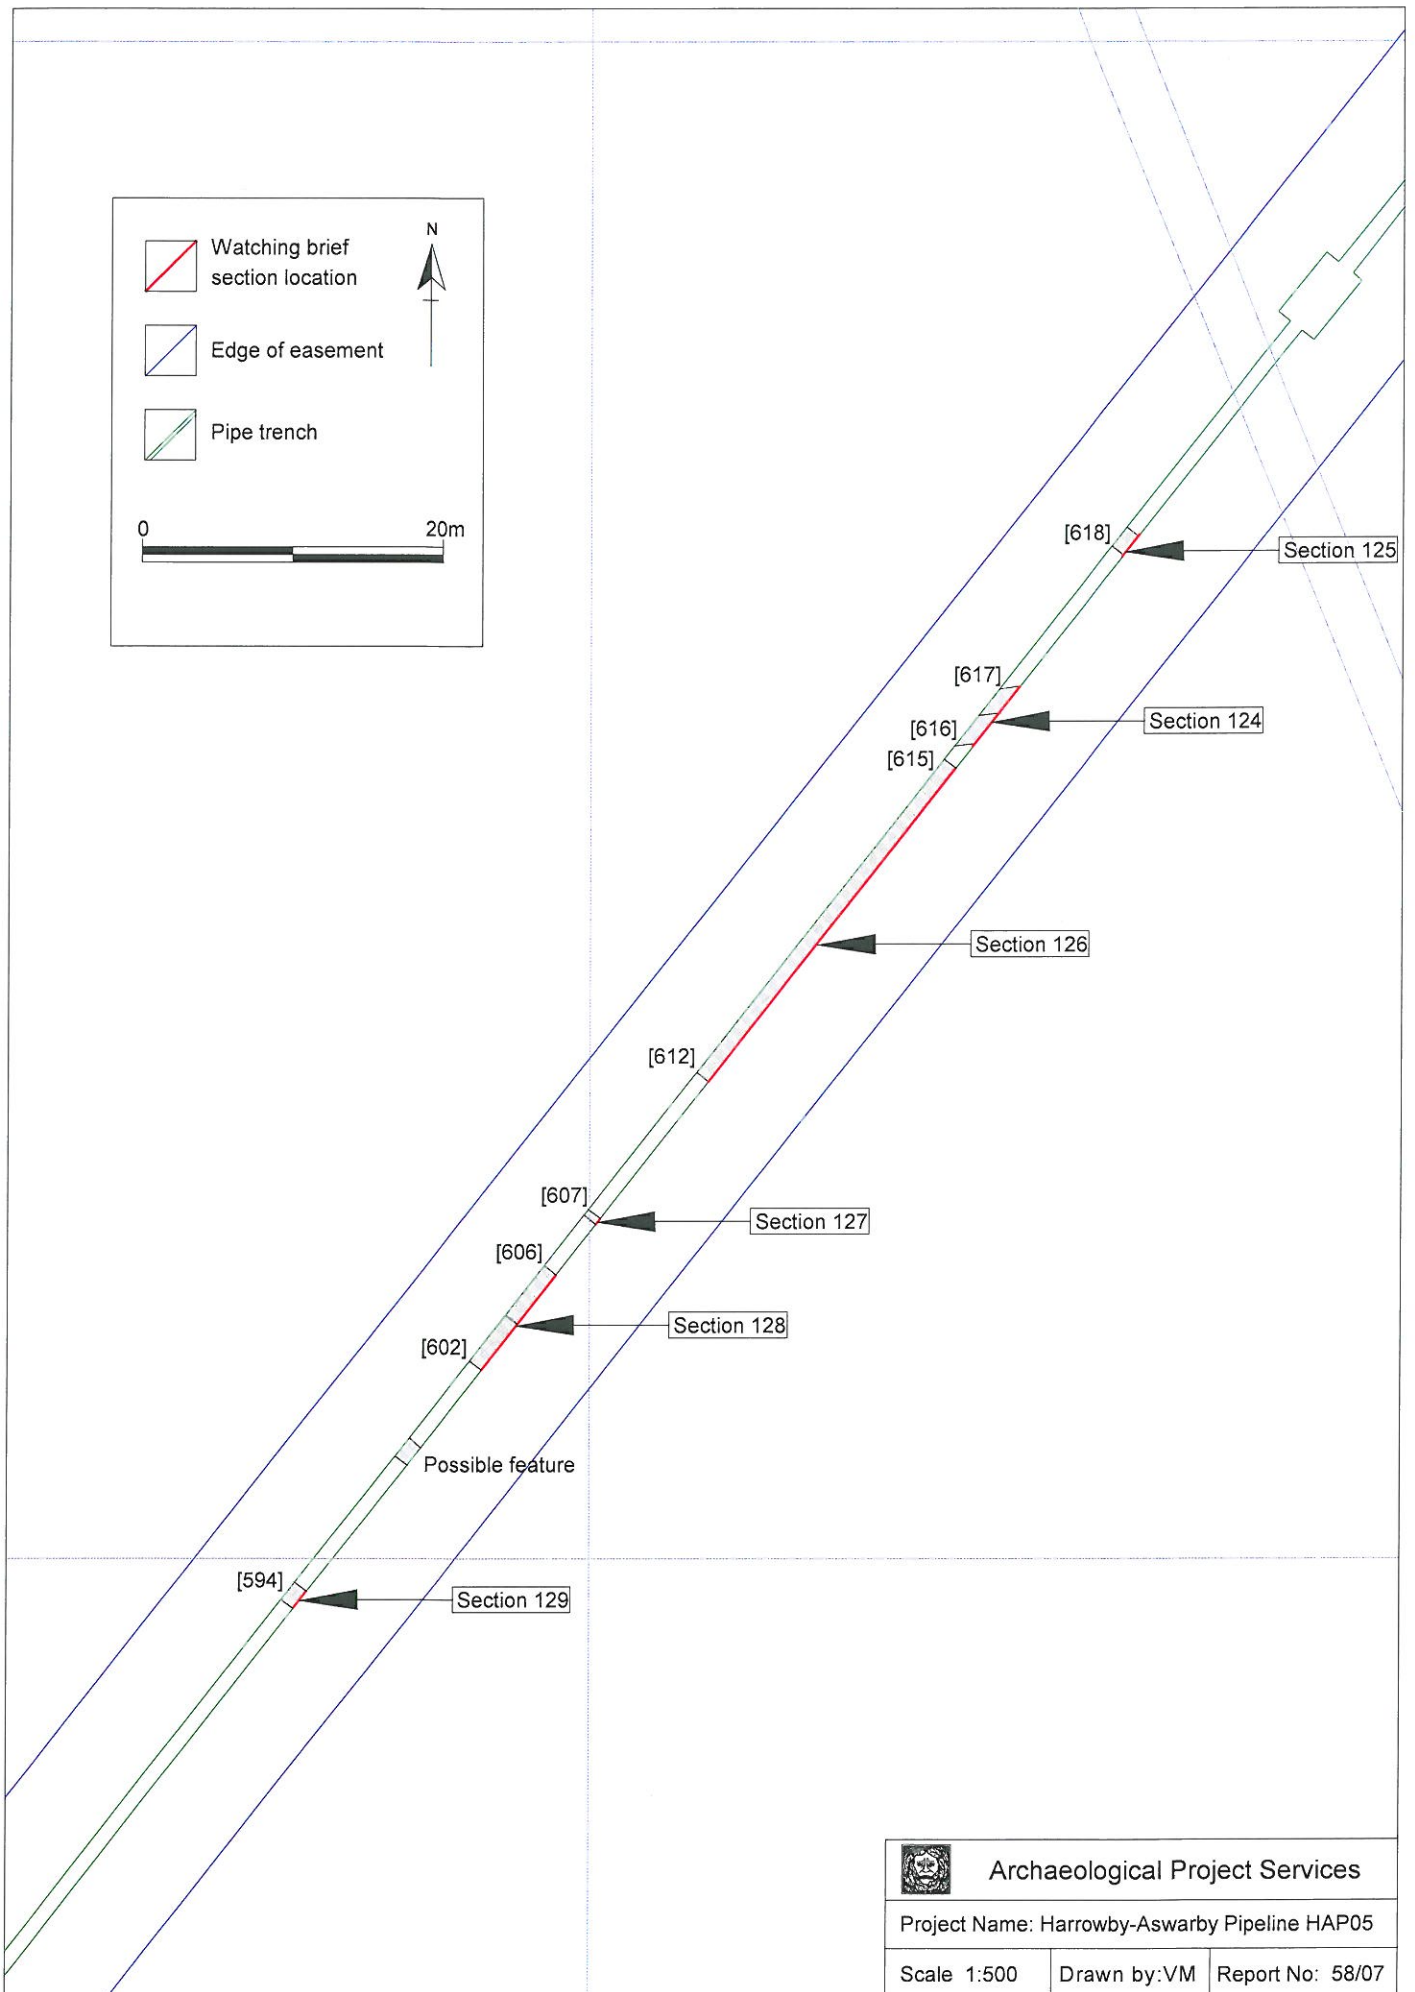 N
Watching brief
section location
Edge of easement
Pipe trench
0 20m
[618]
Section 125
[617]
Section 124
[616]
[615]
Section 126
[612]
[607]
Section 127
[606]
Section 128
[602]
Possible feature
[594]
Section 129
Archaeological Project Services
Project Name: Harrowby-Aswarby Pipeline HAP05
Scale 1:500 Drawn by:VM Report No: 58/07